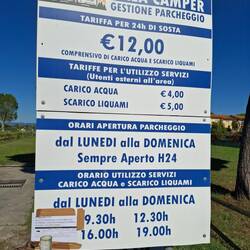 CAMPER
GESTIONE PARCHEGGIO
TARIFFA PER 24h DI SOSTA
€12,00
COMPRENSIVO DI CARICO ACQUA E SCARICO LIQUAMI
TARIFFE PER L'UTILIZZO SERVIZI
(Utenti esterni all'area)
CARICO ACQUA €4,00
SCARICO LIQUAMI €5,00
ORARI APERTURA PARCHEGGIO
dal LUNEDI alla DOMENICA
Sempre Aperto H24
ORARIO UTILIZZO SERVIZI
CARICO ACQUA e SCARICO LIQUAMI
dal LUNEDI alla DOMENICA
9.30h 12.30h
16.00h 19.00h